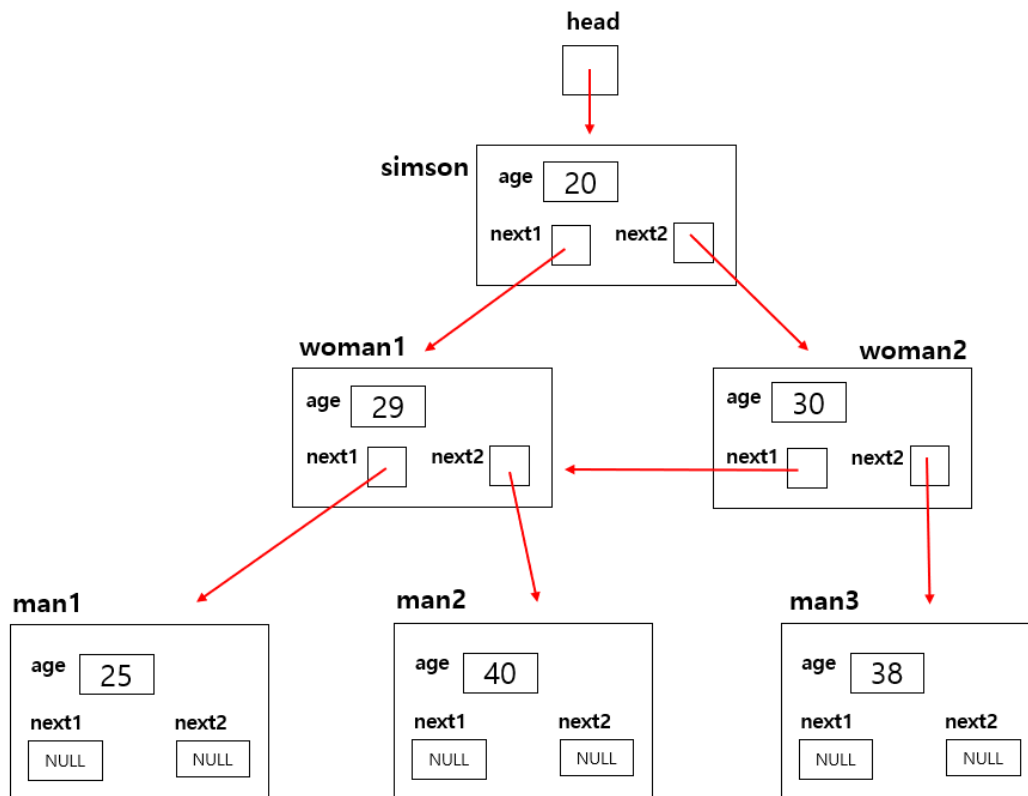 head
simson
age 20
next1 next2
woman1 woman2
age 29 age 30
next1 next2 next1 next2
man1 man2 man3
age 25 age 40 age 38
next1 next2 next1 next2 next1 next2
NULL NULL NULL NULL NULL NULL